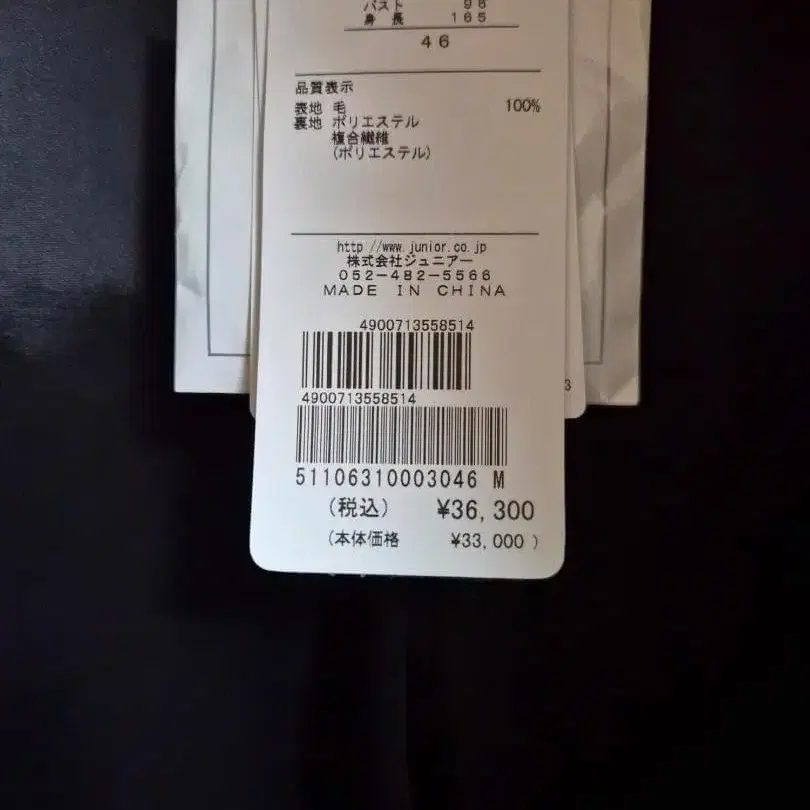 バスト 96
身長 165
46
品質表示
表地 毛 100%
裏地 ポリエステル
複合繊維
(ポリエステル)
http://www.junior.co.jp
株式会社ジュニアー
052-482-5566
MADE IN CHINA
4900713558514
4900713558514
3
51106310003046 M
(税込) ¥36,300
(本体価格 ¥33,000 )